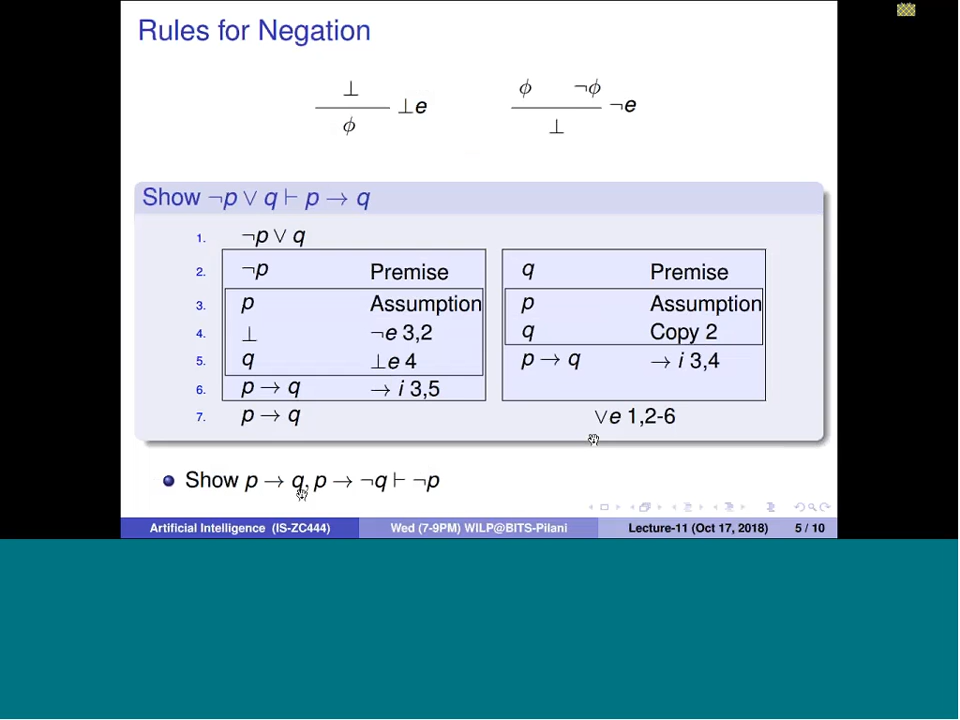 Rules for Negation
⊥
⊥e
ϕ
ϕ ¬ϕ
¬e
⊥
Show ¬p ∨ q ⊢ p → q
1. ¬p ∨ q
2. ¬p Premise q Premise
3. p Assumption p Assumption
4. ⊥ ¬e 3,2 q Copy 2
5. q ⊥e 4 p → q → i 3,4
6. p → q → i 3,5
7. p → q ∨e 1,2-6
Show p → q, p → ¬q ⊢ ¬p
Artificial Intelligence (IS-ZC444) Wed (7-9PM) WILP@BITS-Pilani Lecture-11 (Oct 17, 2018) 5 / 10